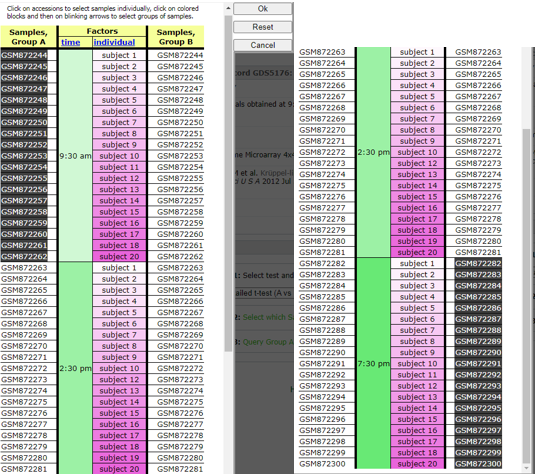 Click on accessions to select samples individually, click on colored
blocks and then on blinking arrows to select groups of samples.
Samples, Group A Factors Samples, Group B
time individual
GSM872244 subject 1 GSM872244
GSM872245 subject 2 GSM872245
GSM872246 subject 3 GSM872246
GSM872247 subject 4 GSM872247
GSM872248 subject 5 GSM872248
GSM872249 subject 6 GSM872249
GSM872250 subject 7 GSM872250
GSM872251 subject 8 GSM872251
GSM872252 subject 9 GSM872252
GSM872253 9:30 am subject 10 GSM872253
GSM872254 subject 11 GSM872254
GSM872255 subject 12 GSM872255
GSM872256 subject 13 GSM872256
GSM872257 subject 14 GSM872257
GSM872258 subject 15 GSM872258
GSM872259 subject 16 GSM872259
GSM872260 subject 17 GSM872260
GSM872261 subject 18 GSM872261
GSM872262 subject 20 GSM872262
GSM872263 subject 1 GSM872263
GSM872264 subject 2 GSM872264
GSM872265 subject 3 GSM872265
GSM872266 subject 4 GSM872266
GSM872267 subject 5 GSM872267
GSM872268 subject 6 GSM872268
GSM872269 subject 7 GSM872269
GSM872270 subject 8 GSM872270
GSM872271 subject 9 GSM872271
GSM872272 2:30 pm subject 10 GSM872272
GSM872273 subject 12 GSM872273
GSM872274 subject 13 GSM872274
GSM872275 subject 14 GSM872275
GSM872276 subject 15 GSM872276
GSM872277 subject 16 GSM872277
GSM872278 subject 17 GSM872278
GSM872279 subject 18 GSM872279
GSM872280 subject 19 GSM872280
GSM872281 subject 20 GSM872281
Ok
Reset
Cancel
ord GDS5176:
als obtained at 9:
me Microarray 4x4
M et al. Krüppel-li
U S A 2012 Jul
1: Select test and
ailed t-test (A vs
2: Select which Sa
3: Query Group A
GSM872263 subject 1 GSM872263
GSM872264 subject 2 GSM872264
GSM872265 subject 3 GSM872265
GSM872266 subject 4 GSM872266
GSM872267 subject 5 GSM872267
GSM872268 subject 6 GSM872268
GSM872269 subject 7 GSM872269
GSM872270 subject 8 GSM872270
GSM872271 subject 9 GSM872271
GSM872272 2:30 pm subject 10 GSM872272
GSM872273 subject 12 GSM872273
GSM872274 subject 13 GSM872274
GSM872275 subject 14 GSM872275
GSM872276 subject 15 GSM872276
GSM872277 subject 16 GSM872277
GSM872278 subject 17 GSM872278
GSM872279 subject 18 GSM872279
GSM872280 subject 19 GSM872280
GSM872281 subject 20 GSM872281
GSM872282 subject 1 GSM872282
GSM872283 subject 2 GSM872283
GSM872284 subject 3 GSM872284
GSM872285 subject 4 GSM872285
GSM872286 subject 5 GSM872286
GSM872287 subject 6 GSM872287
GSM872288 subject 7 GSM872288
GSM872289 subject 8 GSM872289
GSM872290 subject 9 GSM872290
GSM872291 7:30 pm subject 10 GSM872291
GSM872292 subject 11 GSM872292
GSM872293 subject 12 GSM872293
GSM872294 subject 13 GSM872294
GSM872295 subject 14 GSM872295
GSM872296 subject 15 GSM872296
GSM872297 subject 16 GSM872297
GSM872298 subject 17 GSM872298
GSM872299 subject 18 GSM872299
GSM872300 subject 20 GSM872300